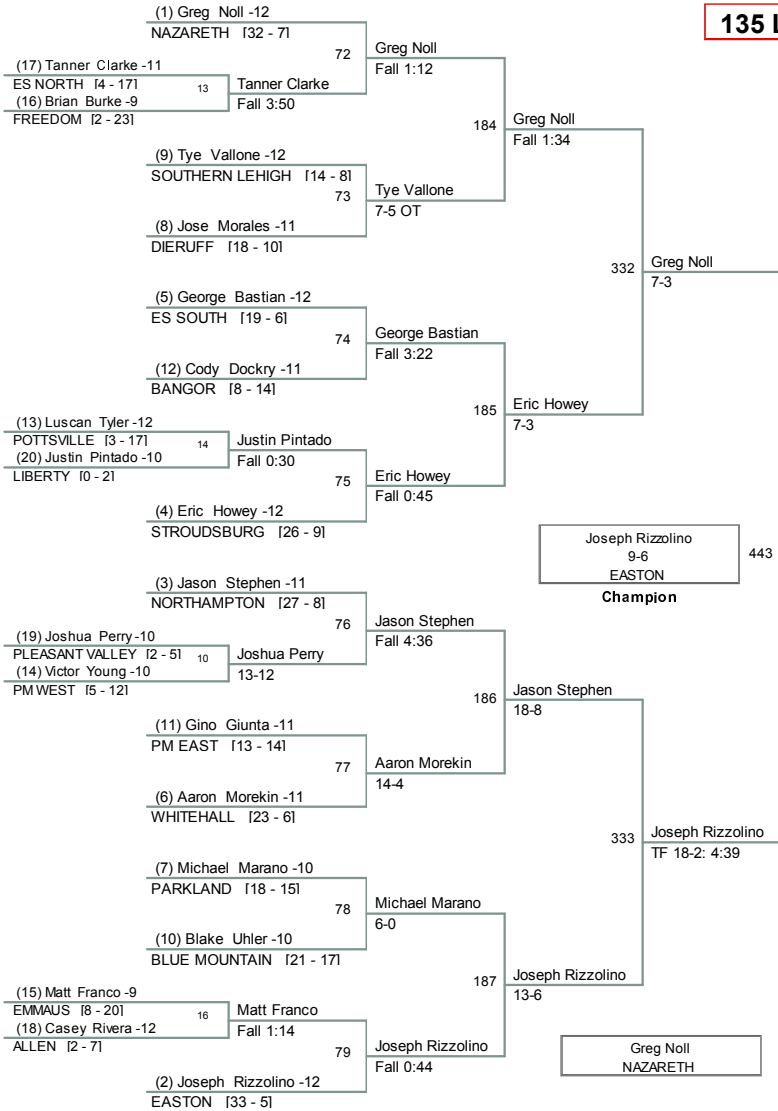 135 L
(1) Greg Noll -12
NAZARETH [32 - 7]
72
Greg Noll
Fall 1:12
(17) Tanner Clarke -11
ES NORTH [4 - 17]
13
(16) Brian Burke -9
FREEDOM [2 - 23]
Tanner Clarke
Fall 3:50
184
Greg Noll
Fall 1:34
(9) Tye Vallone -12
SOUTHERN LEHIGH [14 - 8]
73
Tye Vallone
7-5 OT
(8) Jose Morales -11
DIERUFF [18 - 10]
332
Greg Noll
7-3
(5) George Bastian -12
ES SOUTH [19 - 6]
74
George Bastian
Fall 3:22
(12) Cody Dockry -11
BANGOR [8 - 14]
185
Eric Howey
7-3
(13) Luscan Tyler -12
POTTSVILLE [3 - 17]
14
(20) Justin Pintado -10
LIBERTY [0 - 2]
Justin Pintado
Fall 0:30
75
Eric Howey
Fall 0:45
(4) Eric Howey -12
STROUDSBURG [26 - 9]
Joseph Rizzolino
9-6
EASTON
443
Champion
(3) Jason Stephen -11
NORTHAMPTON [27 - 8]
76
Jason Stephen
Fall 4:36
(19) Joshua Perry -10
PLEASANT VALLEY [2 - 5]
10
(14) Victor Young -10
PM WEST [5 - 12]
Joshua Perry
13-12
186
Jason Stephen
18-8
(11) Gino Giunta -11
PM EAST [13 - 14]
77
Aaron Morekin
14-4
(6) Aaron Morekin -11
WHITEHALL [23 - 6]
333
Joseph Rizzolino
TF 18-2: 4:39
(7) Michael Marano -10
PARKLAND [18 - 15]
78
Michael Marano
6-0
(10) Blake Uhler -10
BLUE MOUNTAIN [21 - 17]
187
Joseph Rizzolino
13-6
(15) Matt Franco -9
EMMAUS [8 - 20]
16
(18) Casey Rivera -12
ALLEN [2 - 7]
Matt Franco
Fall 1:14
79
Joseph Rizzolino
Fall 0:44
(2) Joseph Rizzolino -12
EASTON [33 - 5]
Greg Noll
NAZARETH